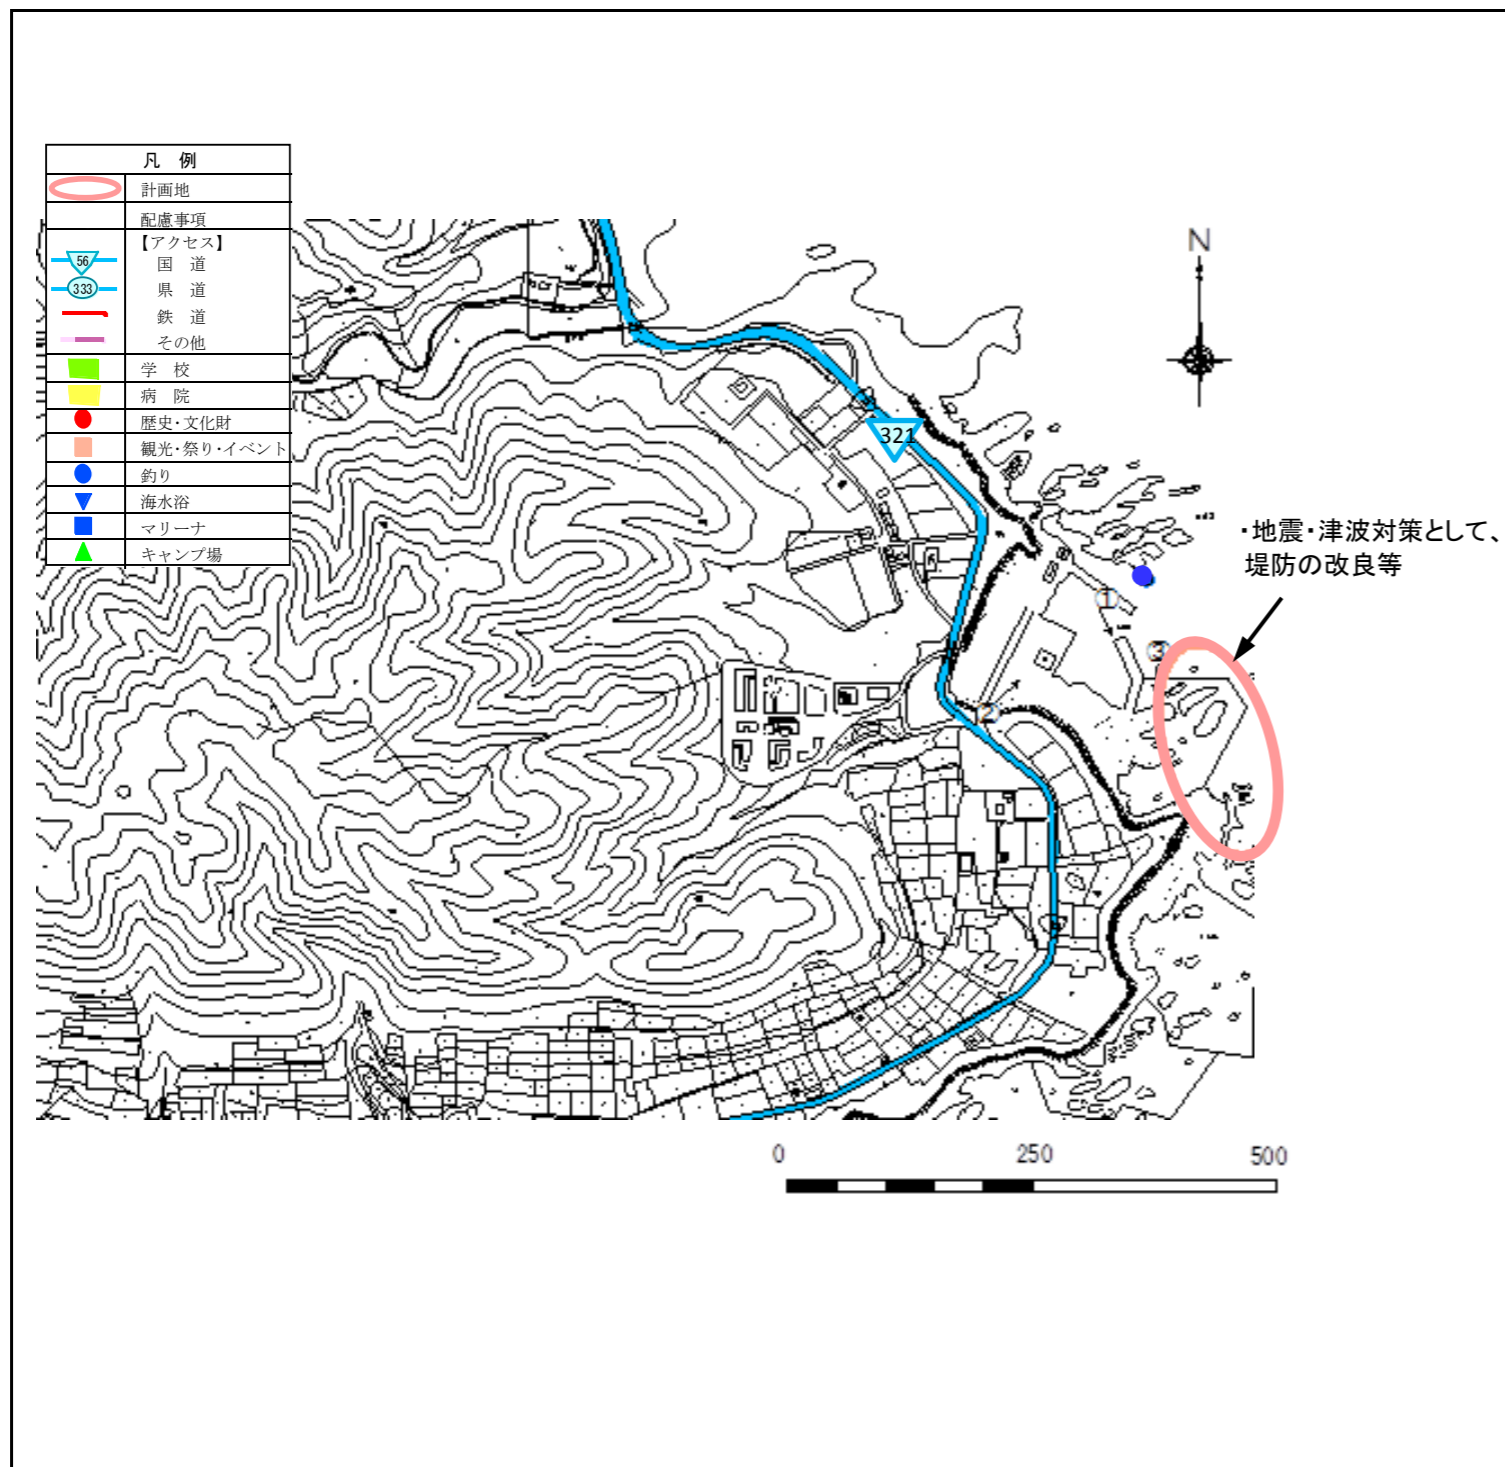 凡 例
計画地
配慮事項
【アクセス】
56 国 道
333 県 道
鉄 道
その他
学 校
病 院
歴史・文化財
観光・祭り・イベント
釣り
海水浴
マリーナ
キャンプ場
N
321
・地震・津波対策として、
堤防の改良等
①
③
②
0 250 500